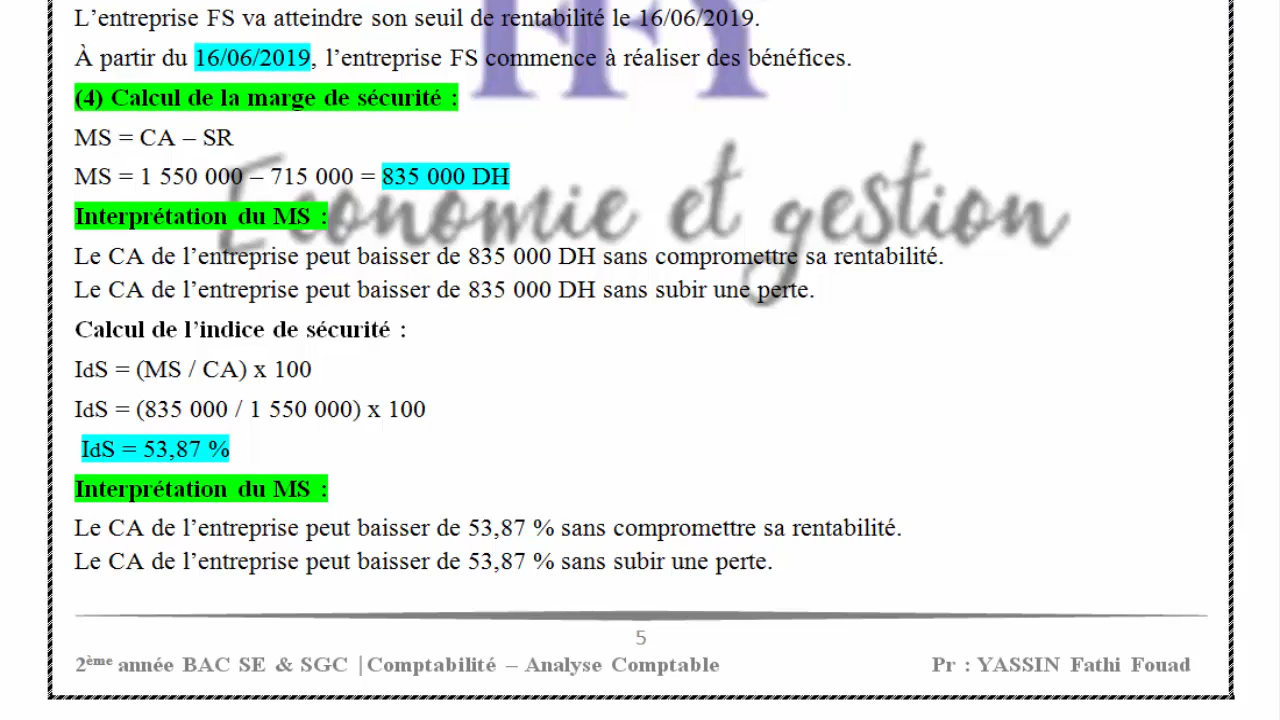 L’entreprise FS va atteindre son seuil de rentabilité le 16/06/2019.
À partir du 16/06/2019, l’entreprise FS commence à réaliser des bénéfices.
FFY
(4) Calcul de la marge de sécurité :
MS = CA – SR
MS = 1 550 000 – 715 000 = 835 000 DH
Economie et gestion
Interprétation du MS :
Le CA de l’entreprise peut baisser de 835 000 DH sans compromettre sa rentabilité.
Le CA de l’entreprise peut baisser de 835 000 DH sans subir une perte.
Calcul de l’indice de sécurité :
IdS = (MS / CA) x 100
IdS = (835 000 / 1 550 000) x 100
IdS = 53,87 %
Interprétation du MS :
Le CA de l’entreprise peut baisser de 53,87 % sans compromettre sa rentabilité.
Le CA de l’entreprise peut baisser de 53,87 % sans subir une perte.
5
2ème année BAC SE & SGC |Comptabilité – Analyse Comptable Pr : YASSIN Fathi Fouad